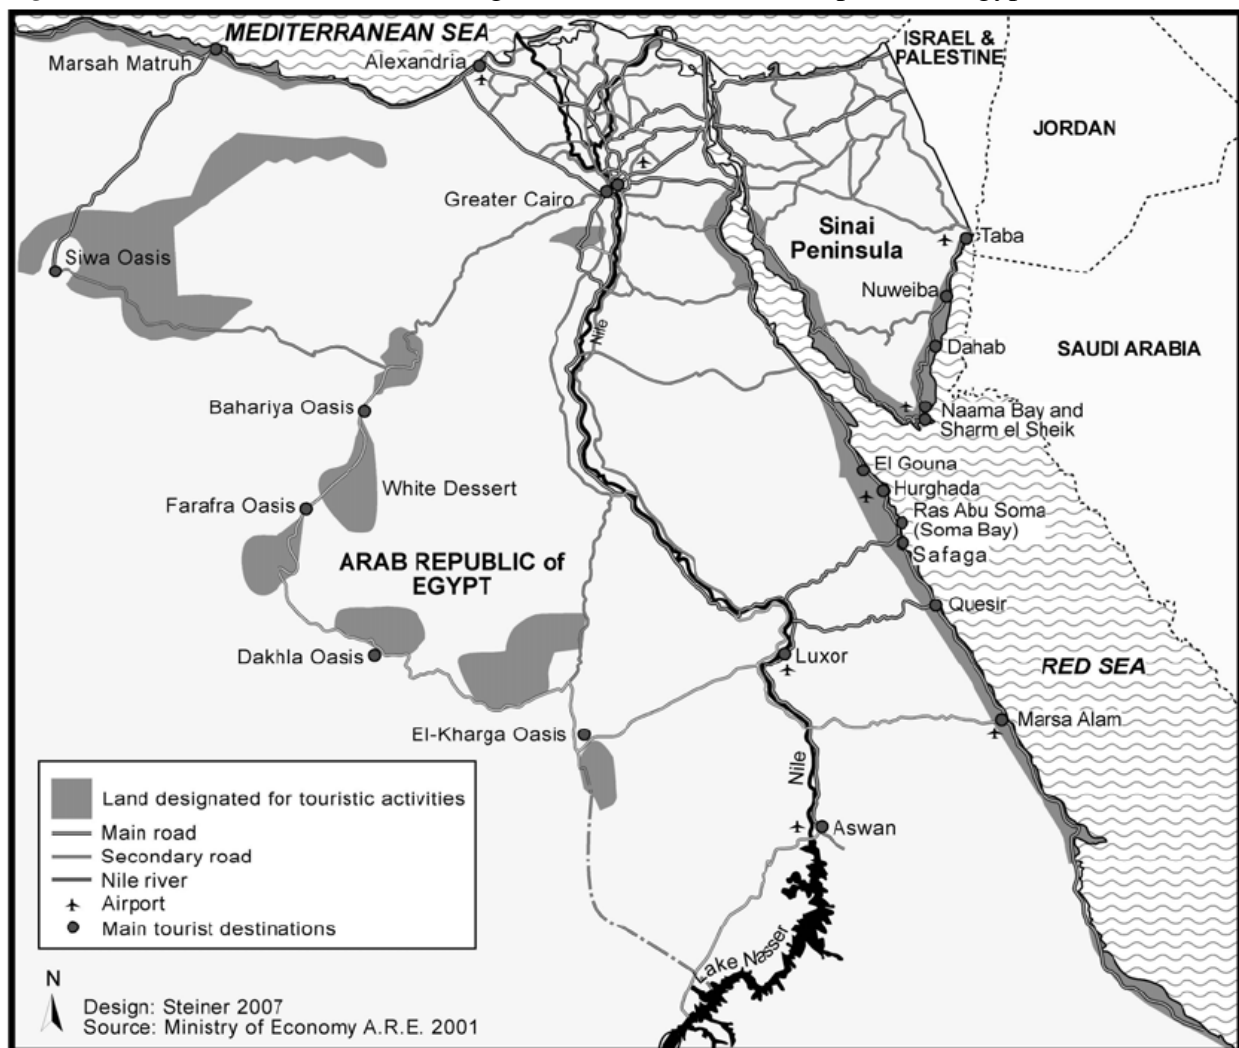 MEDITERRANEAN SEA
ISRAEL &
PALESTINE
Marsah Matruh
Alexandria
JORDAN
Greater Cairo
Sinai
Peninsula
Taba
Siwa Oasis
Nuweiba
Nile
Dahab
SAUDI ARABIA
Bahariya Oasis
Naama Bay and
Sharm el Sheik
El Gouna
White Dessert
Hurghada
Farafra Oasis
Ras Abu Soma
(Soma Bay)
Safaga
ARAB REPUBLIC of
EGYPT
Quesir
Dakhla Oasis
Luxor
RED SEA
Marsa Alam
El-Kharga Oasis
Nile
Land designated for touristic activities
Main road
Aswan
Secondary road
Nile river
Airport
Main tourist destinations
Lake Nasser
N
Design: Steiner 2007
Source: Ministry of Economy A.R.E. 2001